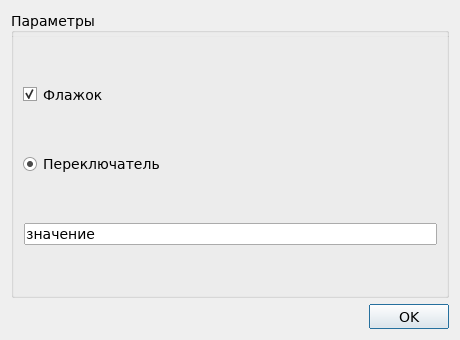 Параметры
Флажок
Переключатель
значение
OK